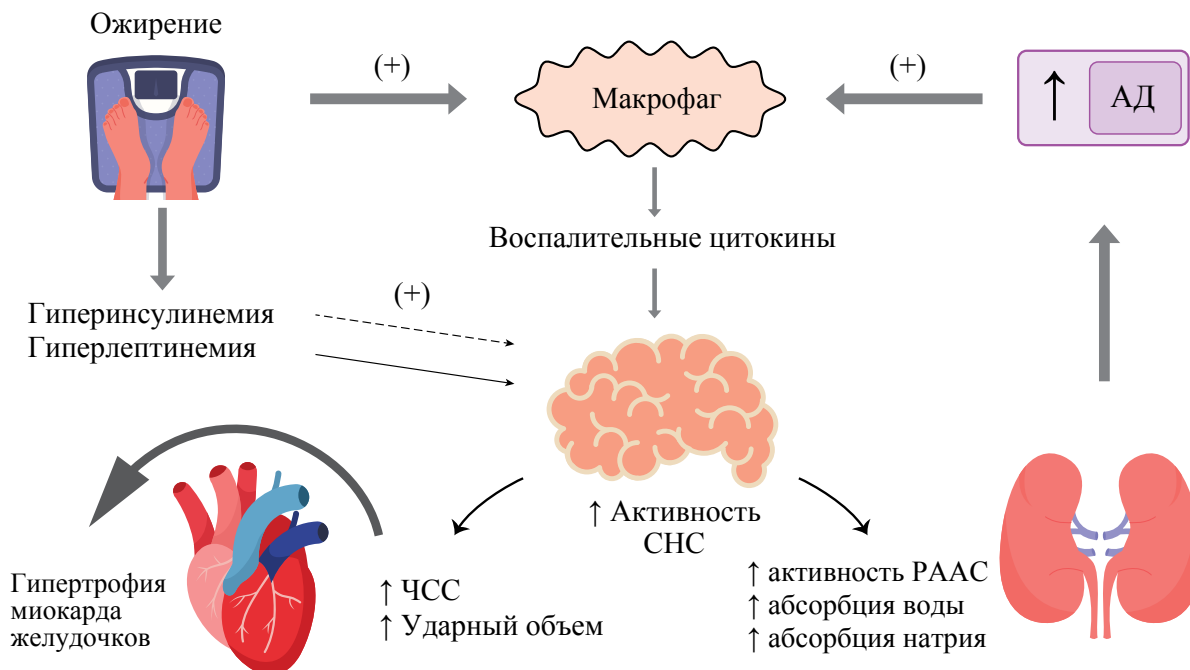 Ожирение
(+)
Макрофаг
(+)
↑ АД
Воспалительные цитокины
Гиперинсулинемия
Гиперлептинемия
(+)
↑ Активность
СНС
Гипертрофия
миокарда
желудочков
↑ ЧСС
↑ Ударный объем
↑ активность РААС
↑ абсорбция воды
↑ абсорбция натрия